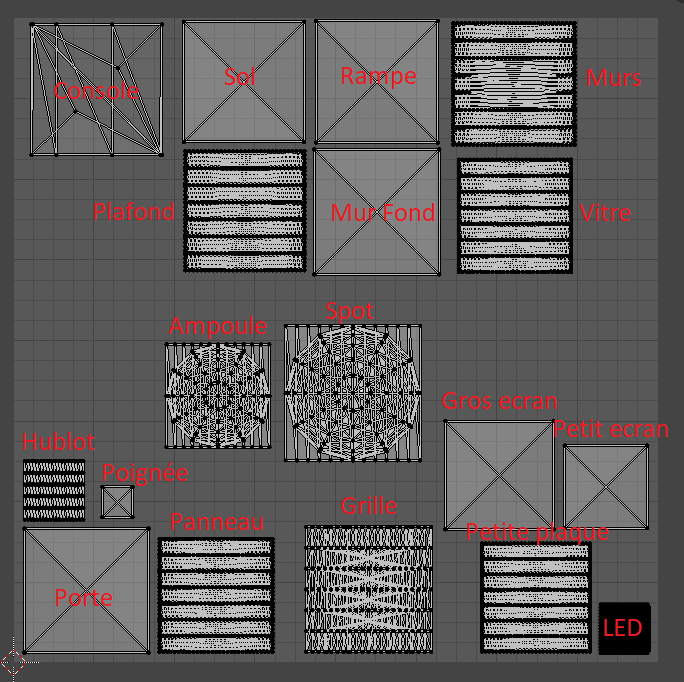 Console
Sol
Rampe
Murs
Plafond
Mur Fond
Vitre
Ampoule
Spot
Gros ecran
Petit ecran
Hublot
Poignée
Panneau
Grille
Petite plaque
Porte
LED